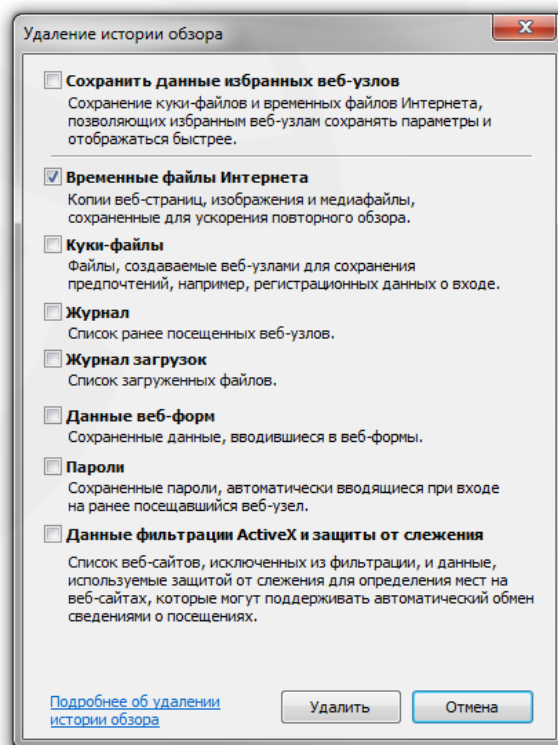 Удаление истории обзора
Сохранить данные избранных веб-узлов
Сохранение куки-файлов и временных файлов Интернета,
позволяющих избранным веб-узлам сохранять параметры и
отображаться быстрее.
Временные файлы Интернета
Копии веб-страниц, изображения и медиафайлы,
сохраненные для ускорения повторного обзора.
Куки-файлы
Файлы, создаваемые веб-узлами для сохранения
предпочтений, например, регистрационных данных о входе.
Журнал
Список ранее посещенных веб-узлов.
Журнал загрузок
Список загруженных файлов.
Данные веб-форм
Сохраненные данные, вводившиеся в веб-формы.
Пароли
Сохраненные пароли, автоматически вводящиеся при входе
на ранее посещавшийся веб-узел.
Данные фильтрации ActiveX и защиты от слежения
Список веб-сайтов, исключенных из фильтрации, и данные,
используемые защитой от слежения для определения мест на
веб-сайтах, которые могут поддерживать автоматический обмен
сведениями о посещениях.
Подробнее об удалении
истории обзора
Удалить
Отмена